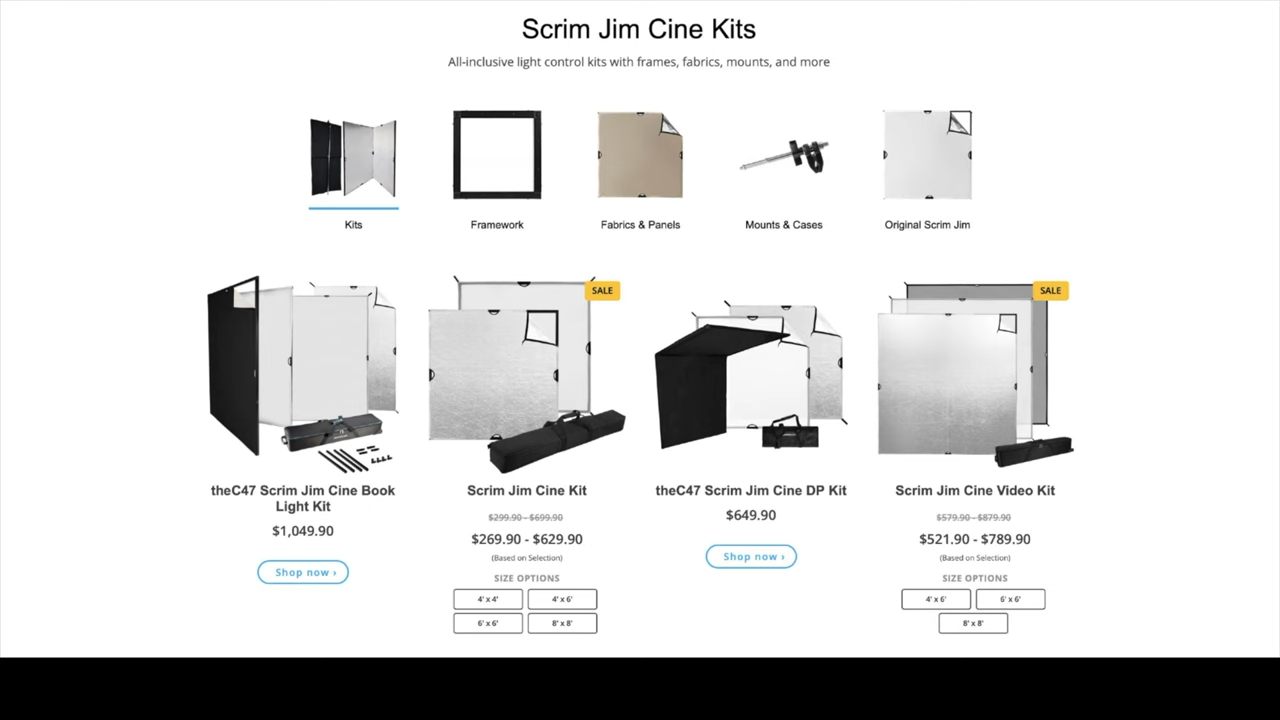 Scrim Jim Cine Kits
All-inclusive light control kits with frames, fabrics, mounts, and more
Kits
Framework
Fabrics & Panels
Mounts & Cases
Original Scrim Jim
SALE
SALE
theC47 Scrim Jim Cine Book
Light Kit
$1,049.90
Shop now ›
Scrim Jim Cine Kit
$299.90 - $699.90
$269.90 - $629.90
(Based on Selection)
SIZE OPTIONS
4' x 4'
4' x 6'
6' x 6'
8' x 8'
theC47 Scrim Jim Cine DP Kit
$649.90
Shop now ›
Scrim Jim Cine Video Kit
$579.90 - $879.90
$521.90 - $789.90
(Based on Selection)
SIZE OPTIONS
4' x 6'
6' x 6'
8' x 8'